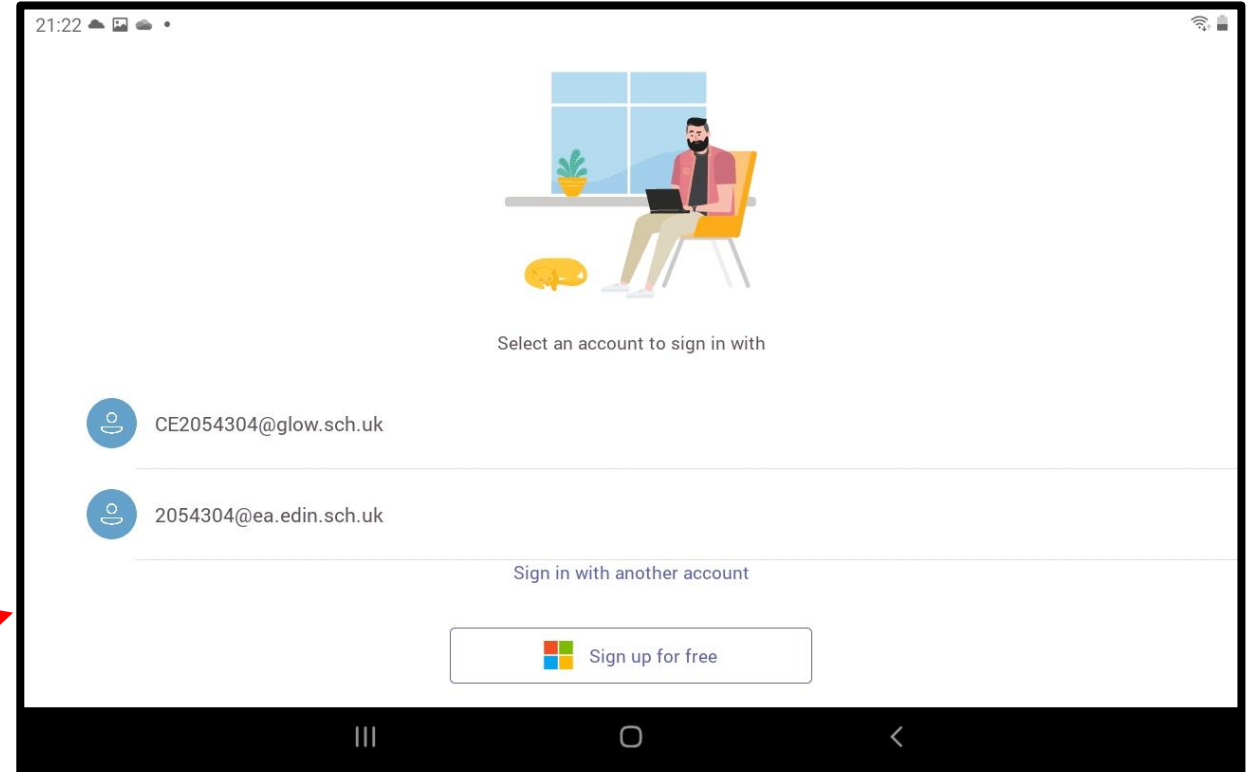 21:22
Select an account to sign in with
CE2054304@glow.sch.uk
2054304@ea.edin.sch.uk
Sign in with another account
Sign up for free